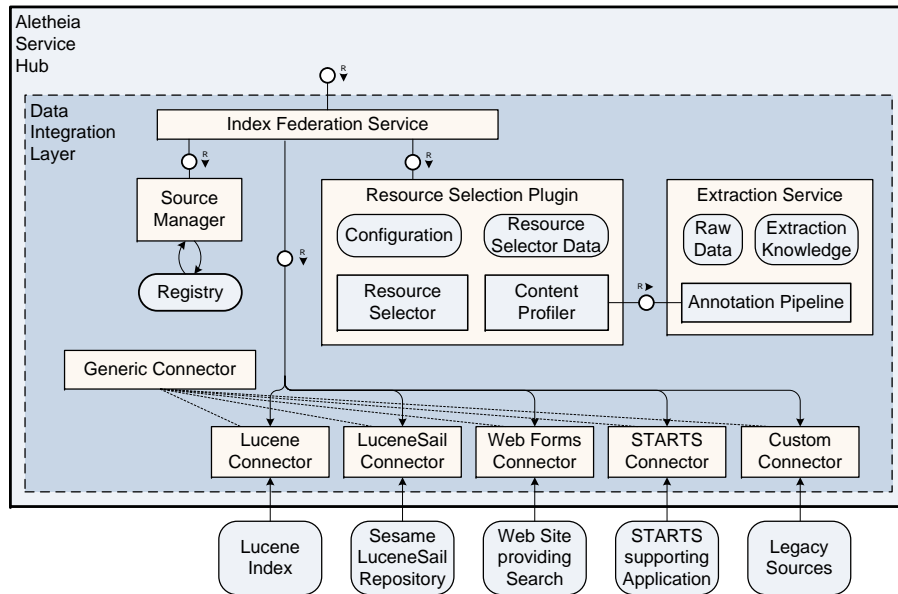 Aletheia
Service
Hub
R
Data
Integration
Layer
Index Federation Service
R
R
Source
Manager
Registry
R
Resource Selection Plugin
Configuration
Resource
Selector Data
Resource
Selector
Content
Profiler
R
Extraction Service
Raw
Data
Extraction
Knowledge
Annotation Pipeline
Generic Connector
Lucene
Connector
LuceneSail
Connector
Web Forms
Connector
STARTS
Connector
Custom
Connector
Lucene
Index
Sesame
LuceneSail
Repository
Web Site
providing
Search
STARTS
supporting
Application
Legacy
Sources